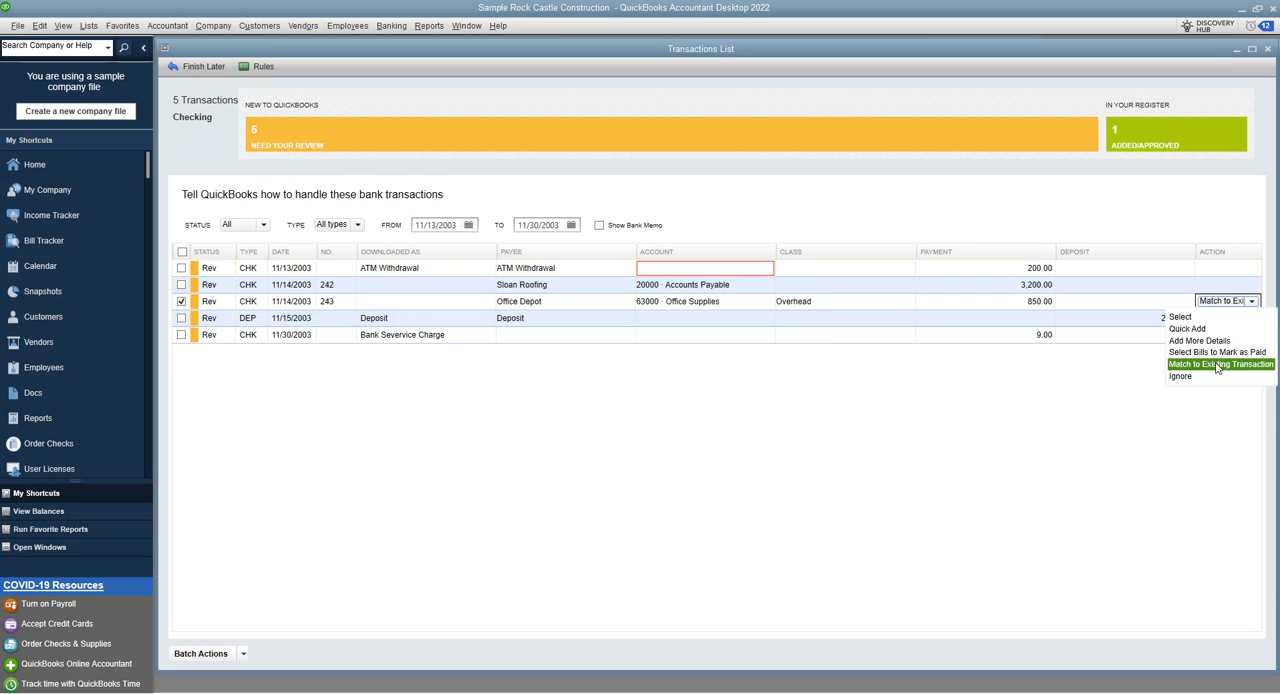 Sample Rock Castle Construction - QuickBooks Accountant Desktop 2022
File Edit View Lists Favorites Accountant Company Customers Vendors Employees Banking Reports Window Help
DISCOVERY HUB 12
Search Company or Help
Transactions List
You are using a sample
company file
Create a new company file
My Shortcuts
Home
My Company
Income Tracker
Bill Tracker
Calendar
Snapshots
Customers
Vendors
Employees
Docs
Reports
Order Checks
User Licenses
My Shortcuts
View Balances
Run Favorite Reports
Open Windows
COVID-19 Resources
Turn on Payroll
Accept Credit Cards
Order Checks & Supplies
QuickBooks Online Accountant
Track time with QuickBooks Time
Finish Later Rules
5 Transactions
Checking
NEW TO QUICKBOOKS
5
NEED YOUR REVIEW
IN YOUR REGISTER
1
ADDED/APPROVED
Tell QuickBooks how to handle these bank transactions
STATUS All TYPE All types FROM 11/13/2003 TO 11/30/2003 Show Bank Memo
STATUS TYPE DATE NO. DOWNLOADED AS PAYEE ACCOUNT CLASS PAYMENT DEPOSIT ACTION
Rev CHK 11/13/2003 ATM Withdrawal ATM Withdrawal 200.00
Rev CHK 11/14/2003 242 Sloan Roofing 20000 · Accounts Payable 3,200.00
Rev CHK 11/14/2003 243 Office Depot 63000 · Office Supplies Overhead 850.00 Match to Exi
Rev DEP 11/15/2003 Deposit Deposit 2
Rev CHK 11/30/2003 Bank Severvice Charge 9.00
Select
Quick Add
Add More Details
Select Bills to Mark as Paid
Match to Existing Transaction
Ignore
Batch Actions